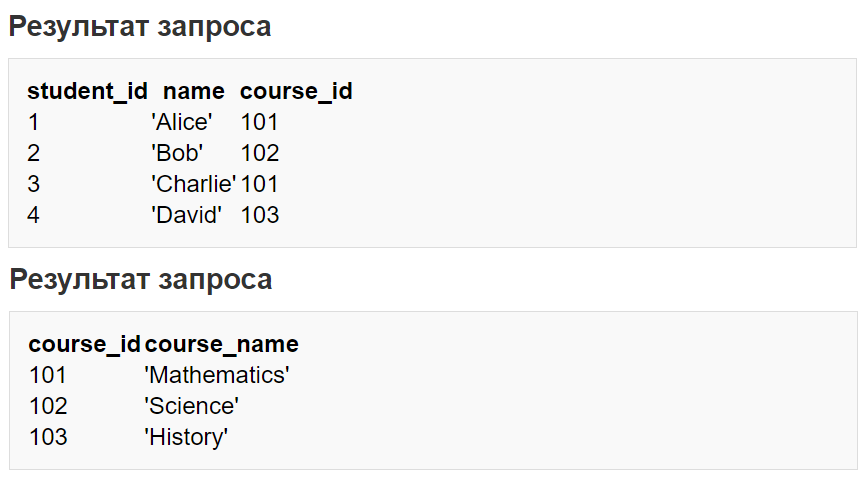 Результат запроса
student_id name course_id
1 'Alice' 101
2 'Bob' 102
3 'Charlie' 101
4 'David' 103
Результат запроса
course_id course_name
101 'Mathematics'
102 'Science'
103 'History'